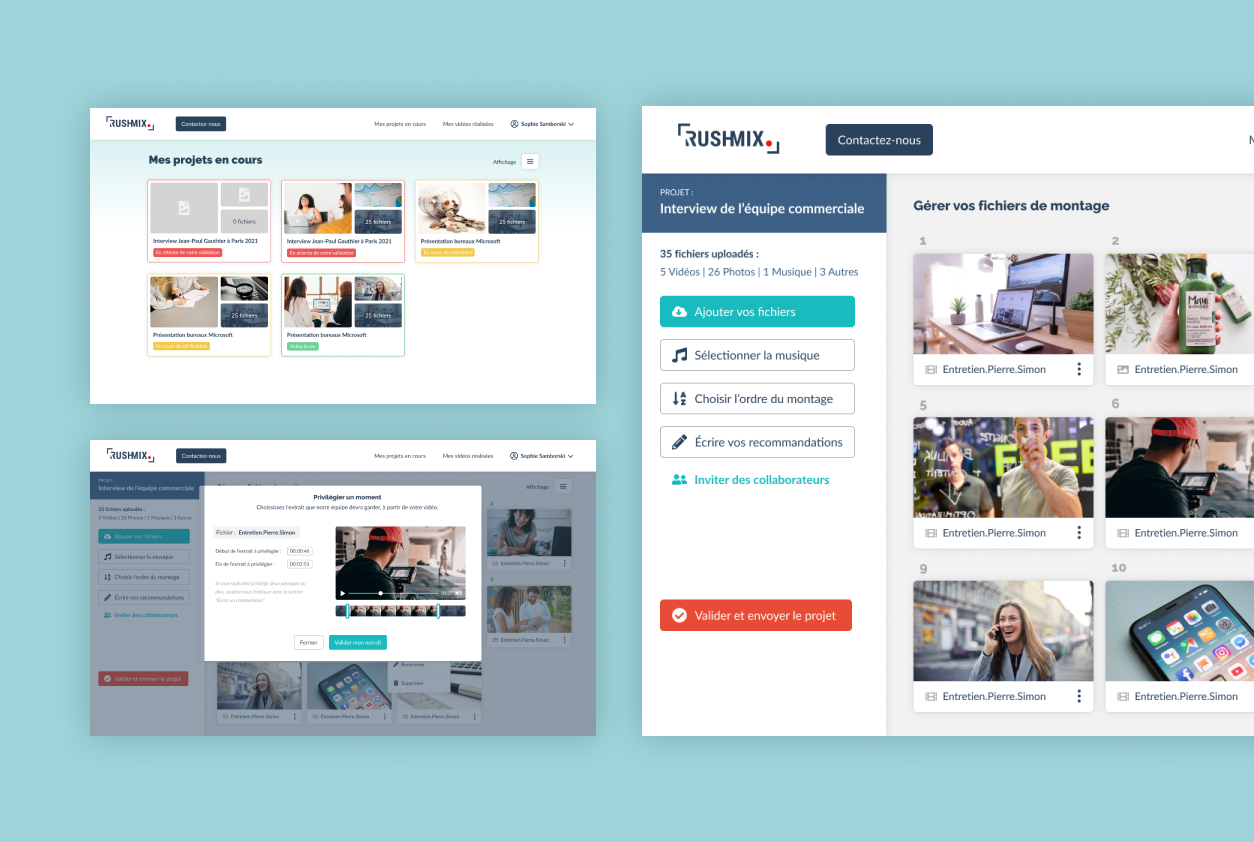 RUSHMIX.
Contactez-nous
Mes projets en cours
Mes vidéos réalisées
Sophie Samborski
Mes projets en cours
Affichage
0 fichiers
Interview Jean-Paul Gauthier à Paris 2021
En attente de votre validation
25 fichiers
Interview Jean-Paul Gauthier à Paris 2021
En attente de votre validation
25 fichiers
Présentation bureaux Microsoft
En cours de traitement
25 fichiers
Présentation bureaux Microsoft
En cours de vérification
25 fichiers
Présentation bureaux Microsoft
Vidéo livrée
RUSHMIX.
Contactez-nous
Mes projets en cours
Mes vidéos réalisées
Sophie Samborski
PROJET :
Interview de l'équipe commerciale
35 fichiers uploadés :
5 Vidéos | 26 Photos | 1 Musique | 3 Autres
Ajouter vos fichiers
Sélectionner la musique
Choisir l'ordre du montage
Écrire vos recommandations
Inviter des collaborateurs
Valider et envoyer le projet
Affichage
Privilégier un moment
Choississez l'extrait que notre équipe devra garder, à partir de votre vidéo.
Fichier : Entretien.Pierre.Simon
Début de l'extrait à privilégier : 00:00:46
Fin de l'extrait à privilégier : 00:02:51
Si vous souhaitez privilégir deux passages ou
plus, veuillez nous l'indiquer dans la section
"Écrire un commentaire"
Fermer
Valider mon extrait
Entretien.Pierre.Simon
8
Entretien.Pierre.Simon
Supprimer
Entretien.Pierre.Simon
Entretien.Pierre.Simon
Entretien.Pierre.Simon
RUSHMIX.
Contactez-nous
M
PROJET :
Interview de l'équipe commerciale
35 fichiers uploadés :
5 Vidéos | 26 Photos | 1 Musique | 3 Autres
Ajouter vos fichiers
Sélectionner la musique
Choisir l'ordre du montage
Écrire vos recommandations
Inviter des collaborateurs
Valider et envoyer le projet
Gérer vos fichiers de montage
1
Entretien.Pierre.Simon
2
Maui
Entretien.Pierre.Simon
5
FREE
Entretien.Pierre.Simon
6
Entretien.Pierre.Simon
9
Entretien.Pierre.Simon
10
Entretien.Pierre.Simon